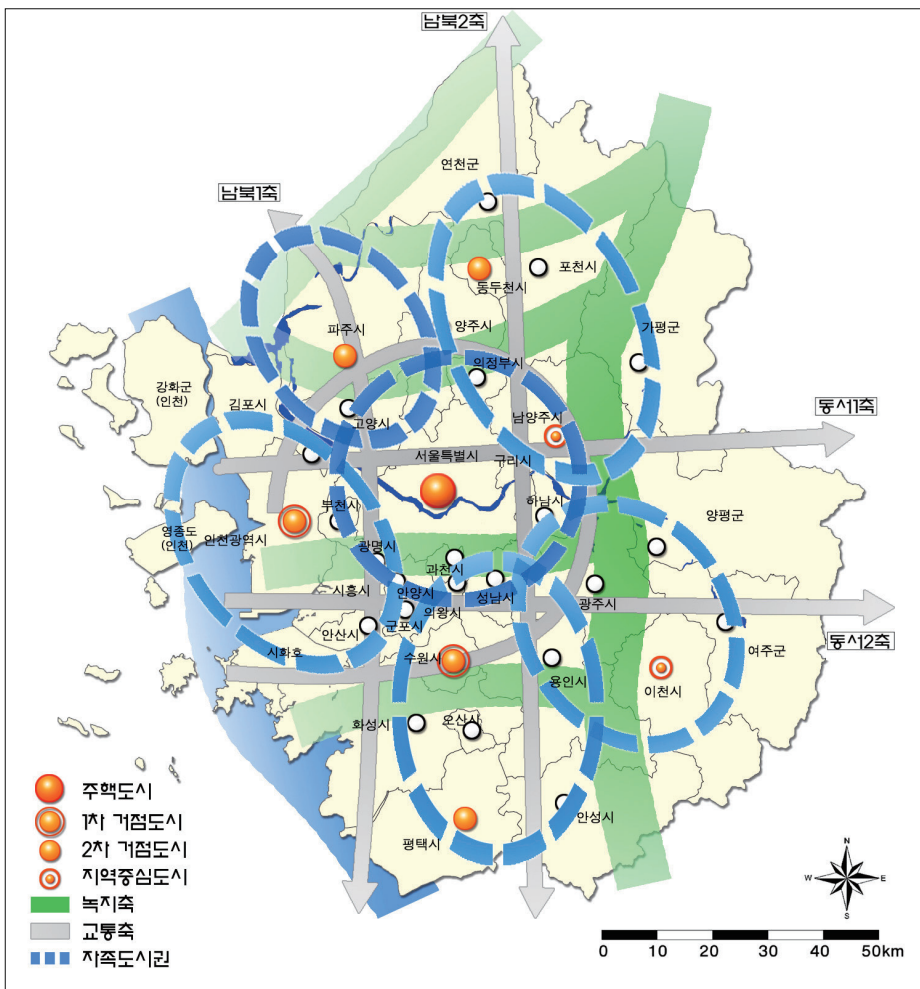 남북2축
연천군
남북1축
포천시
동두천시
파주시
양주시
가평군
의정부시
강화군
(인천)
김포시
고양시
남양주시
동서1축
서울특별시
구리시
부천시
하남시
영종도
(인천)
인천광역시
양평군
광명시
과천시
시흥시
안양시
성남시
광주시
의왕시
군포시
안산시
동서2축
시화호
수원시
여주군
용인시
이천시
화성시
오산시
안성시
평택시
주핵도시
1차 거점도시
2차 거점도시
지역중심도시
녹지축
교통축
자족도시권
N
W E
S
0 10 20 30 40 50km